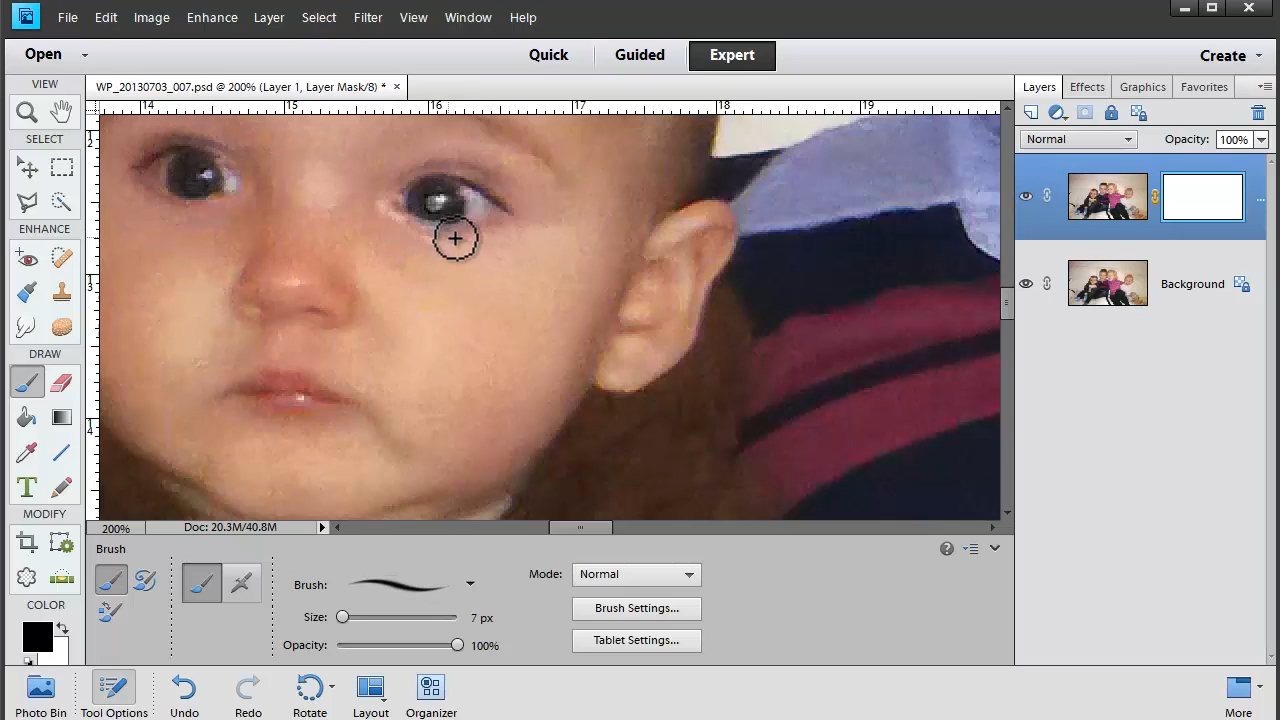 File Edit Image Enhance Layer Select Filter View Window Help
Open Quick Guided Expert Create
VIEW
WP_20130703_007.psd @ 200% (Layer 1, Layer Mask/8) * ×
Layers Effects Graphics Favorites
14 15 16 17 18 19
SELECT
Normal Opacity: 100%
ENHANCE
Background
DRAW
MODIFY
COLOR
200% Doc: 20.3M/40.8M
Brush
Brush:
Mode: Normal
Size: 7 px
Brush Settings...
Opacity: 100%
Tablet Settings...
Photo Bin Tool Options Undo Redo Rotate Layout Organizer More